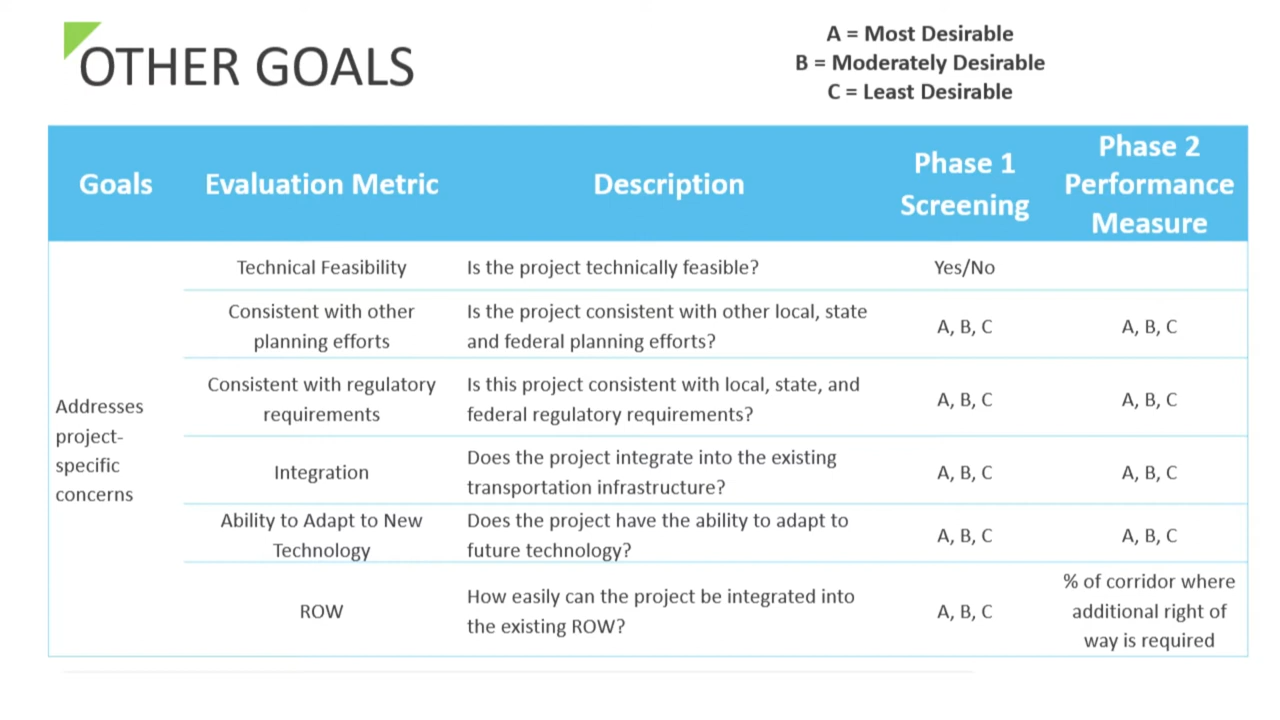 OTHER GOALS
A = Most Desirable
B = Moderately Desirable
C = Least Desirable
Goals
Evaluation Metric
Description
Phase 1
Screening
Phase 2
Performance
Measure
Addresses
project-
specific
concerns
Technical Feasibility
Is the project technically feasible?
Yes/No
Consistent with other
planning efforts
Is the project consistent with other local, state
and federal planning efforts?
A, B, C
A, B, C
Consistent with regulatory
requirements
Is this project consistent with local, state, and
federal regulatory requirements?
A, B, C
A, B, C
Integration
Does the project integrate into the existing
transportation infrastructure?
A, B, C
A, B, C
Ability to Adapt to New
Technology
Does the project have the ability to adapt to
future technology?
A, B, C
A, B, C
ROW
How easily can the project be integrated into
the existing ROW?
A, B, C
% of corridor where
additional right of
way is required